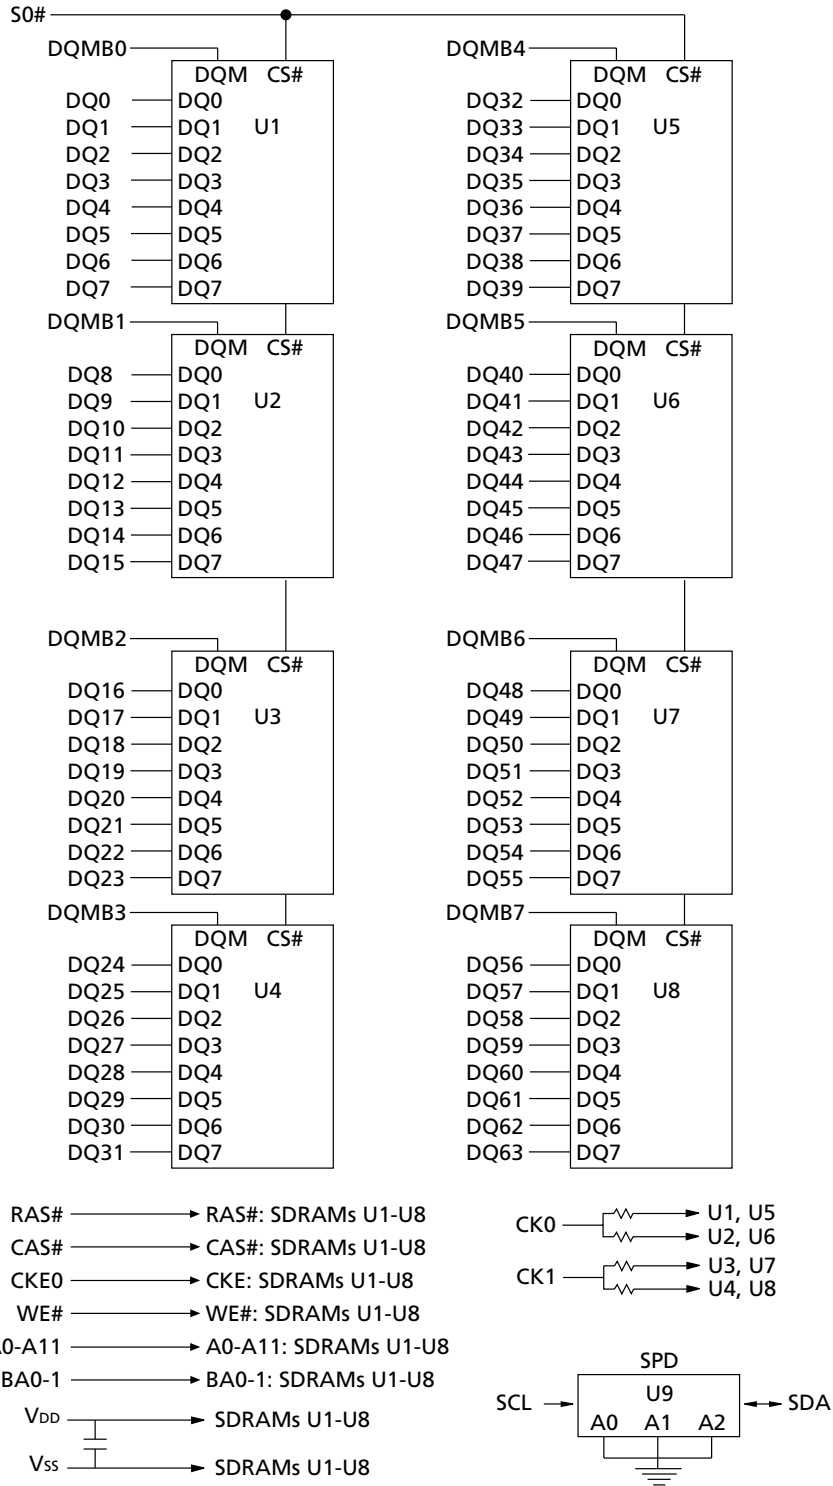 S0#
DQMB0
DQM CS#
DQ0 DQ0
DQ1 DQ1 U1
DQ2 DQ2
DQ3 DQ3
DQ4 DQ4
DQ5 DQ5
DQ6 DQ6
DQ7 DQ7
DQMB1
DQM CS#
DQ8 DQ0
DQ9 DQ1 U2
DQ10 DQ2
DQ11 DQ3
DQ12 DQ4
DQ13 DQ5
DQ14 DQ6
DQ15 DQ7
DQMB2
DQM CS#
DQ16 DQ0
DQ17 DQ1 U3
DQ18 DQ2
DQ19 DQ3
DQ20 DQ4
DQ21 DQ5
DQ22 DQ6
DQ23 DQ7
DQMB3
DQM CS#
DQ24 DQ0
DQ25 DQ1 U4
DQ26 DQ2
DQ27 DQ3
DQ28 DQ4
DQ29 DQ5
DQ30 DQ6
DQ31 DQ7
DQMB4
DQM CS#
DQ32 DQ0
DQ33 DQ1 U5
DQ34 DQ2
DQ35 DQ3
DQ36 DQ4
DQ37 DQ5
DQ38 DQ6
DQ39 DQ7
DQMB5
DQM CS#
DQ40 DQ0
DQ41 DQ1 U6
DQ42 DQ2
DQ43 DQ3
DQ44 DQ4
DQ45 DQ5
DQ46 DQ6
DQ47 DQ7
DQMB6
DQM CS#
DQ48 DQ0
DQ49 DQ1 U7
DQ50 DQ2
DQ51 DQ3
DQ52 DQ4
DQ53 DQ5
DQ54 DQ6
DQ55 DQ7
DQMB7
DQM CS#
DQ56 DQ0
DQ57 DQ1 U8
DQ58 DQ2
DQ59 DQ3
DQ60 DQ4
DQ61 DQ5
DQ62 DQ6
DQ63 DQ7
RAS# RAS#: SDRAMs U1-U8
CAS# CAS#: SDRAMs U1-U8
CKE0 CKE: SDRAMs U1-U8
WE# WE#: SDRAMs U1-U8
0-A11 A0-A11: SDRAMs U1-U8
BA0-1 BA0-1: SDRAMs U1-U8
VDD SDRAMs U1-U8
Vss SDRAMs U1-U8
CK0
U1, U5
U2, U6
CK1
U3, U7
U4, U8
SPD
SCL U9 SDA
A0 A1 A2